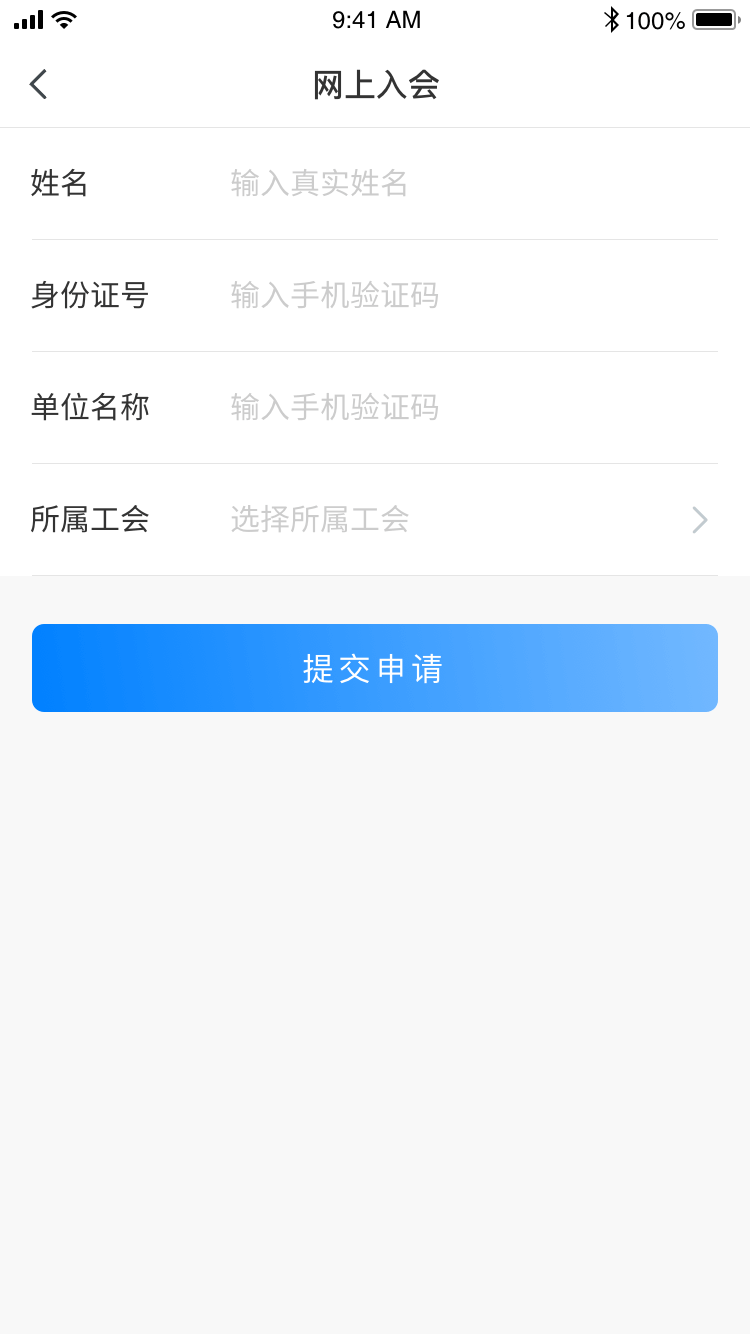 9:41 AM 100%
网上入会
姓名 输入真实姓名
身份证号 输入手机验证码
单位名称 输入手机验证码
所属工会 选择所属工会
提交申请